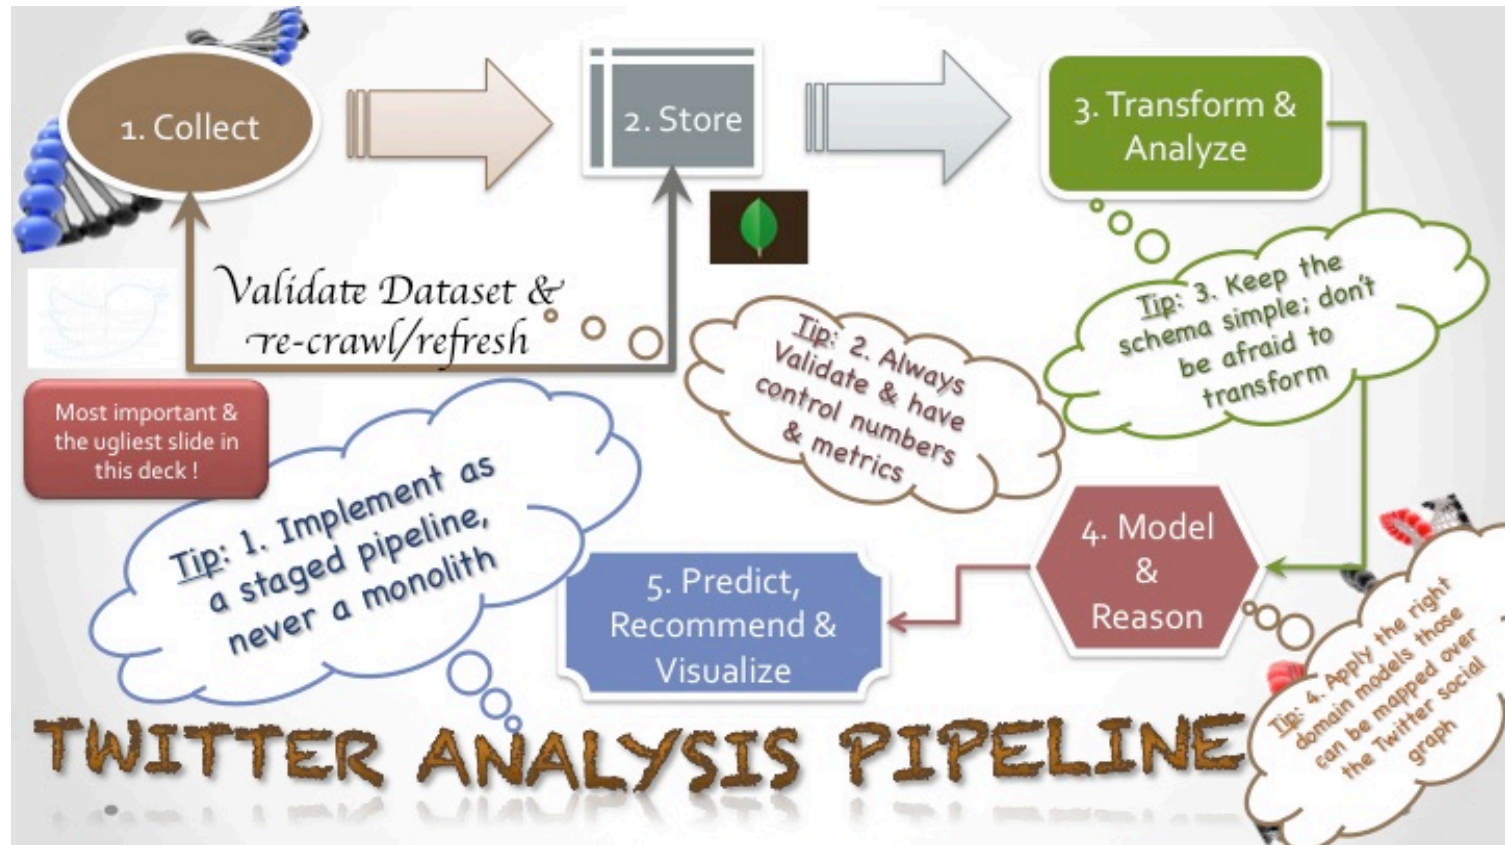 1. Collect
2. Store
3. Transform &
Analyze
Validate Dataset &
re-crawl/refresh
Tip: 3. Keep the
schema simple; don't
be afraid to
transform
Tip: 2. Always
Validate & have
control numbers
& metrics
Most important &
the ugliest slide in
this deck !
Tip: 1. Implement as
a staged pipeline,
never a monolith
4. Model
&
Reason
5. Predict,
Recommend &
Visualize
Tip: 4. Apply the right
domain models those
can be mapped over
the Twitter social
graph
TWITTER ANALYSIS PIPELINE